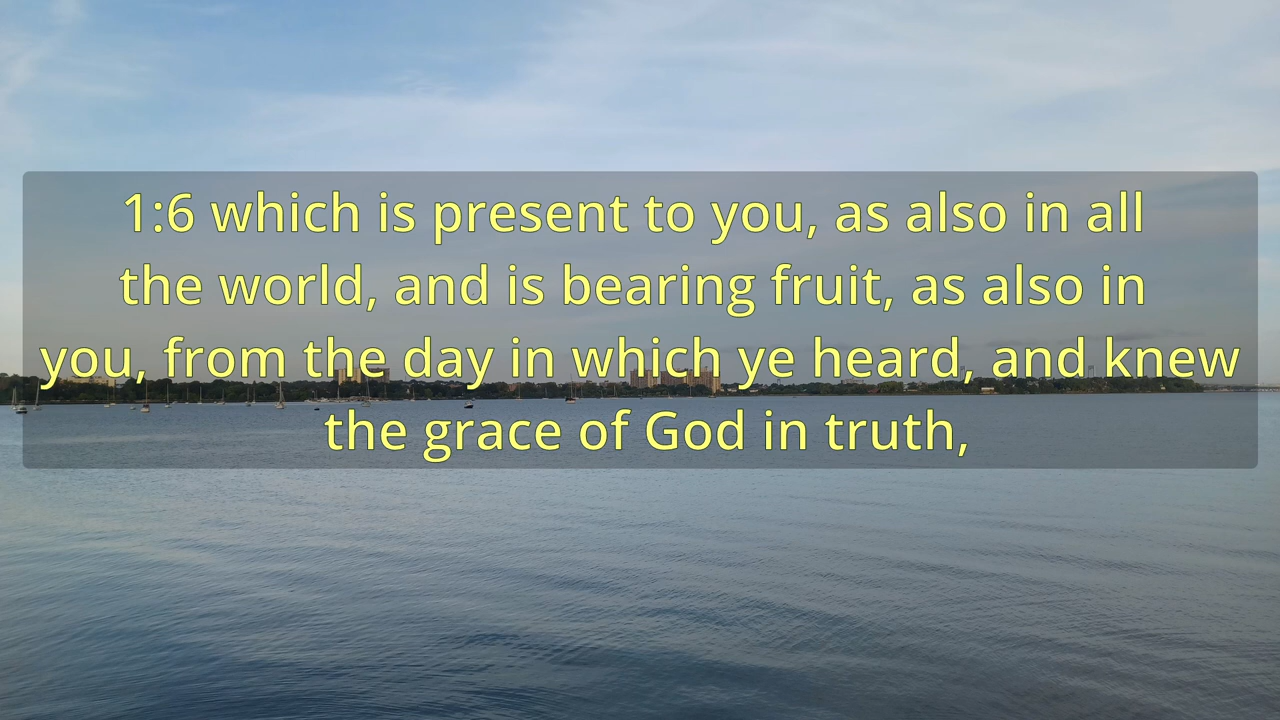 1:6 which is present to you, as also in all
the world, and is bearing fruit, as also in
you, from the day in which ye heard, and knew
the grace of God in truth,